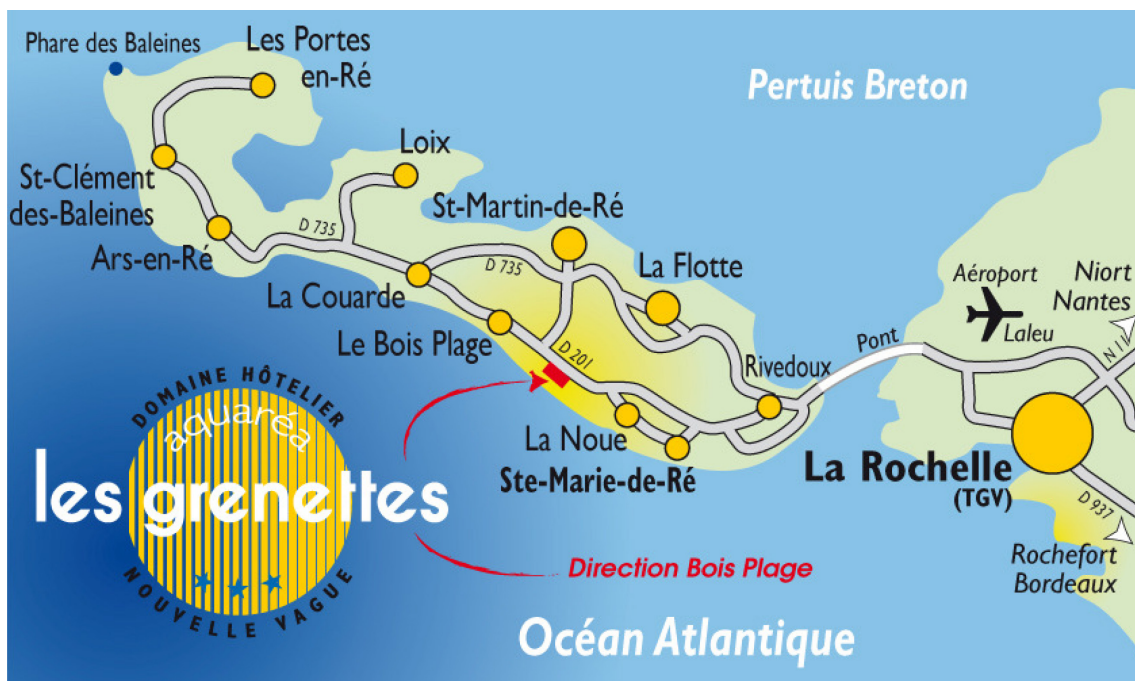 Phare des Baleines
Les Portes
en-Ré
Pertuis Breton
Loix
St-Clément
des-Baleines
St-Martin-de-Ré
D 735
Ars-en-Ré
D 735
La Flotte
Aéroport
Laleu
Niort
Nantes
La Couarde
Le Bois Plage
D 201
Pont
N 11
Rivedoux
DOMAINE HÔTELIER
aquaréa
les grenettes
NOUVELLE VAGUE
La Noue
Ste-Marie-de-Ré
La Rochelle
(TGV)
D 937
Direction Bois Plage
Rochefort
Bordeaux
Océan Atlantique